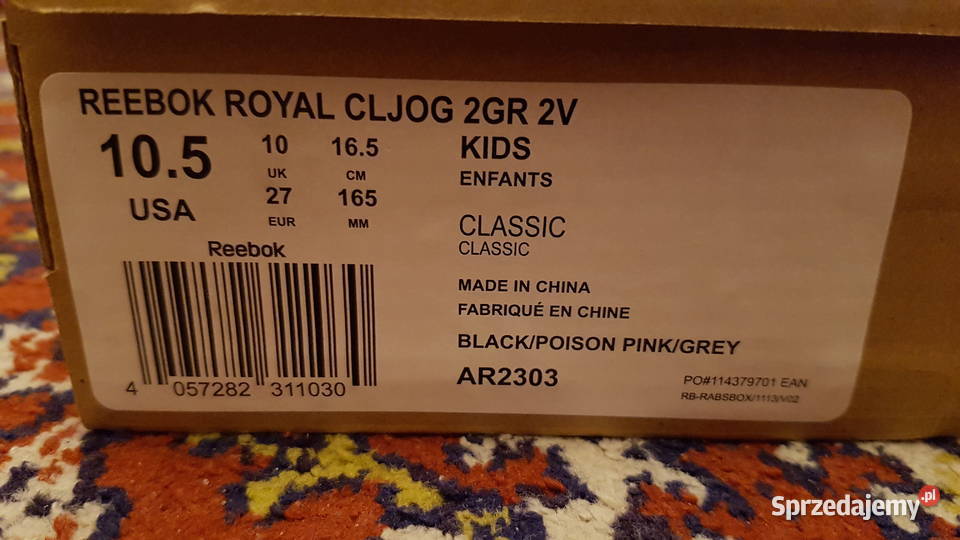 REEBOK ROYAL CLJOG 2GR 2V
10.5 10 16.5 KIDS
UK CM ENFANTS
USA 27 165
EUR MM
CLASSIC
CLASSIC
Reebok
MADE IN CHINA
FABRIQUÉ EN CHINE
BLACK/POISON PINK/GREY
4 057282 311030
AR2303
PO#114379701 EAN
RB-RABSBOX/1113/V02
Sprzedajemy.pl